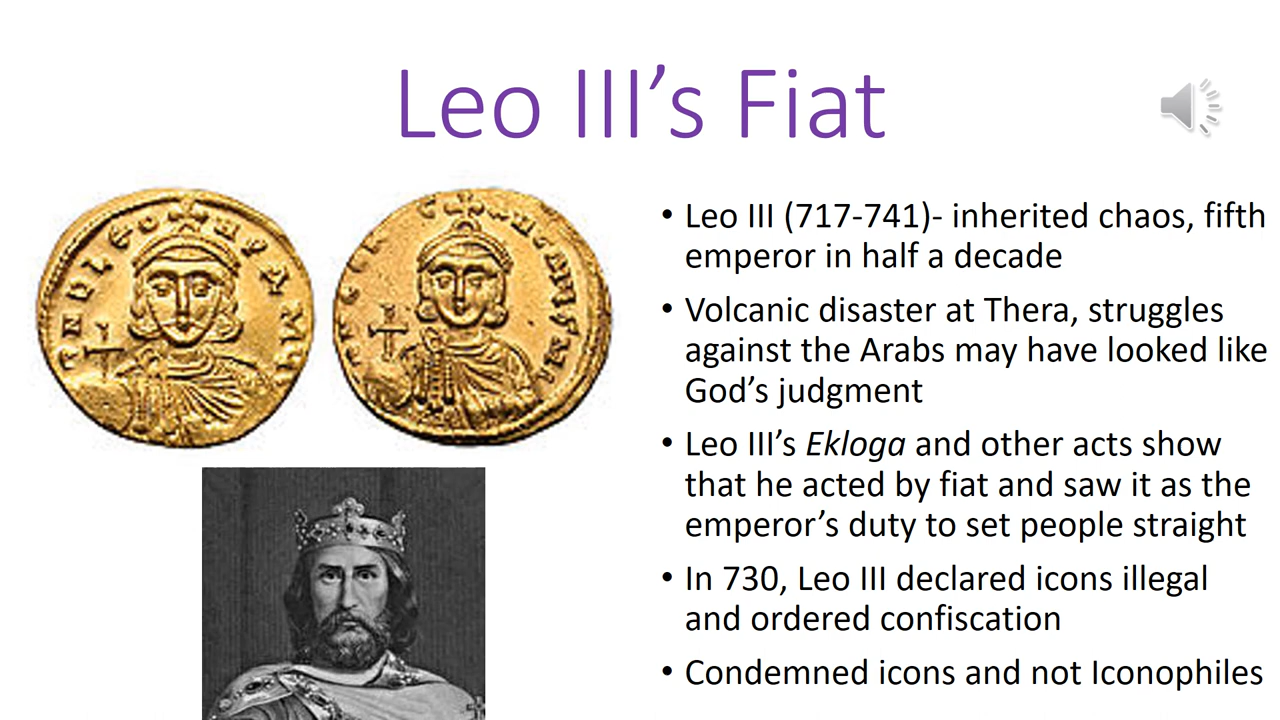 Leo III’s Fiat
• Leo III (717-741)- inherited chaos, fifth
emperor in half a decade
• Volcanic disaster at Thera, struggles
against the Arabs may have looked like
God’s judgment
• Leo III’s Ekloga and other acts show
that he acted by fiat and saw it as the
emperor’s duty to set people straight
• In 730, Leo III declared icons illegal
and ordered confiscation
• Condemned icons and not Iconophiles